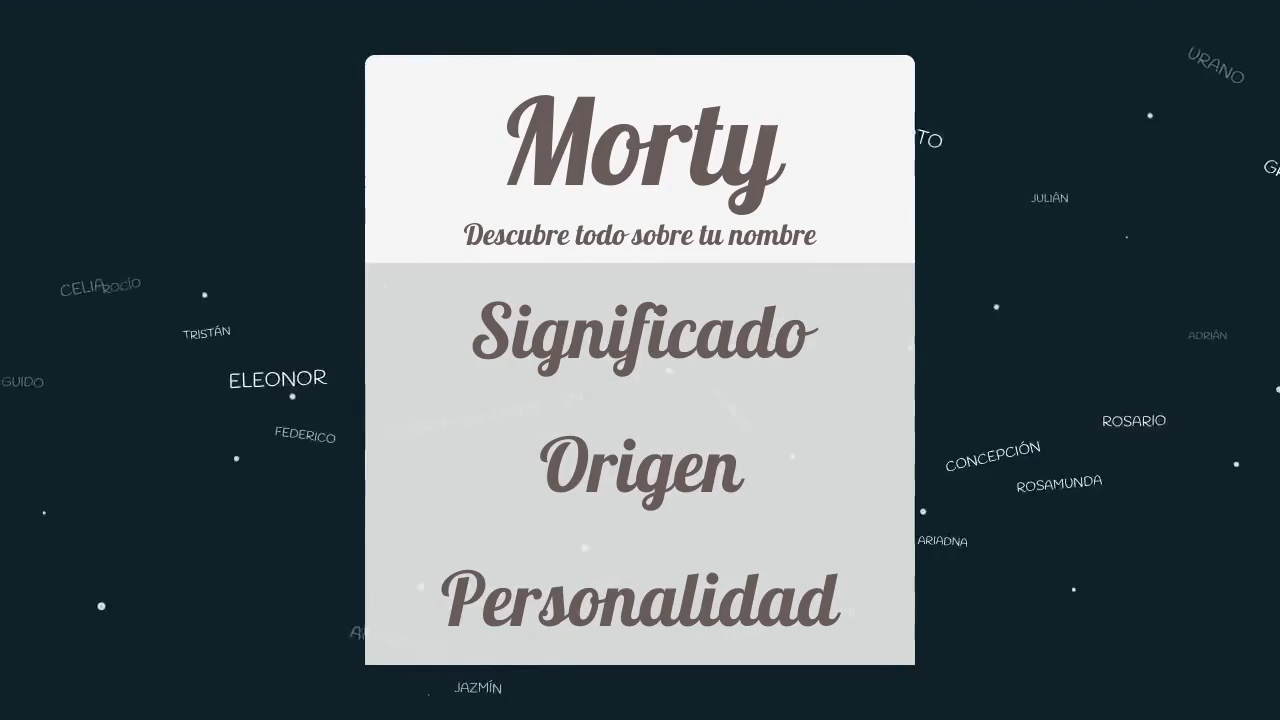 Morty
Descubre todo sobre tu nombre
Significado
Origen
Personalidad
URANO
TO
JULIÁN
CELIA
ROCÍO
TRISTÁN
ADRIÁN
ELEONOR
GUIDO
FEDERICO
ROSARIO
CONCEPCIÓN
ROSAMUNDA
ARIADNA
JAZMÍN